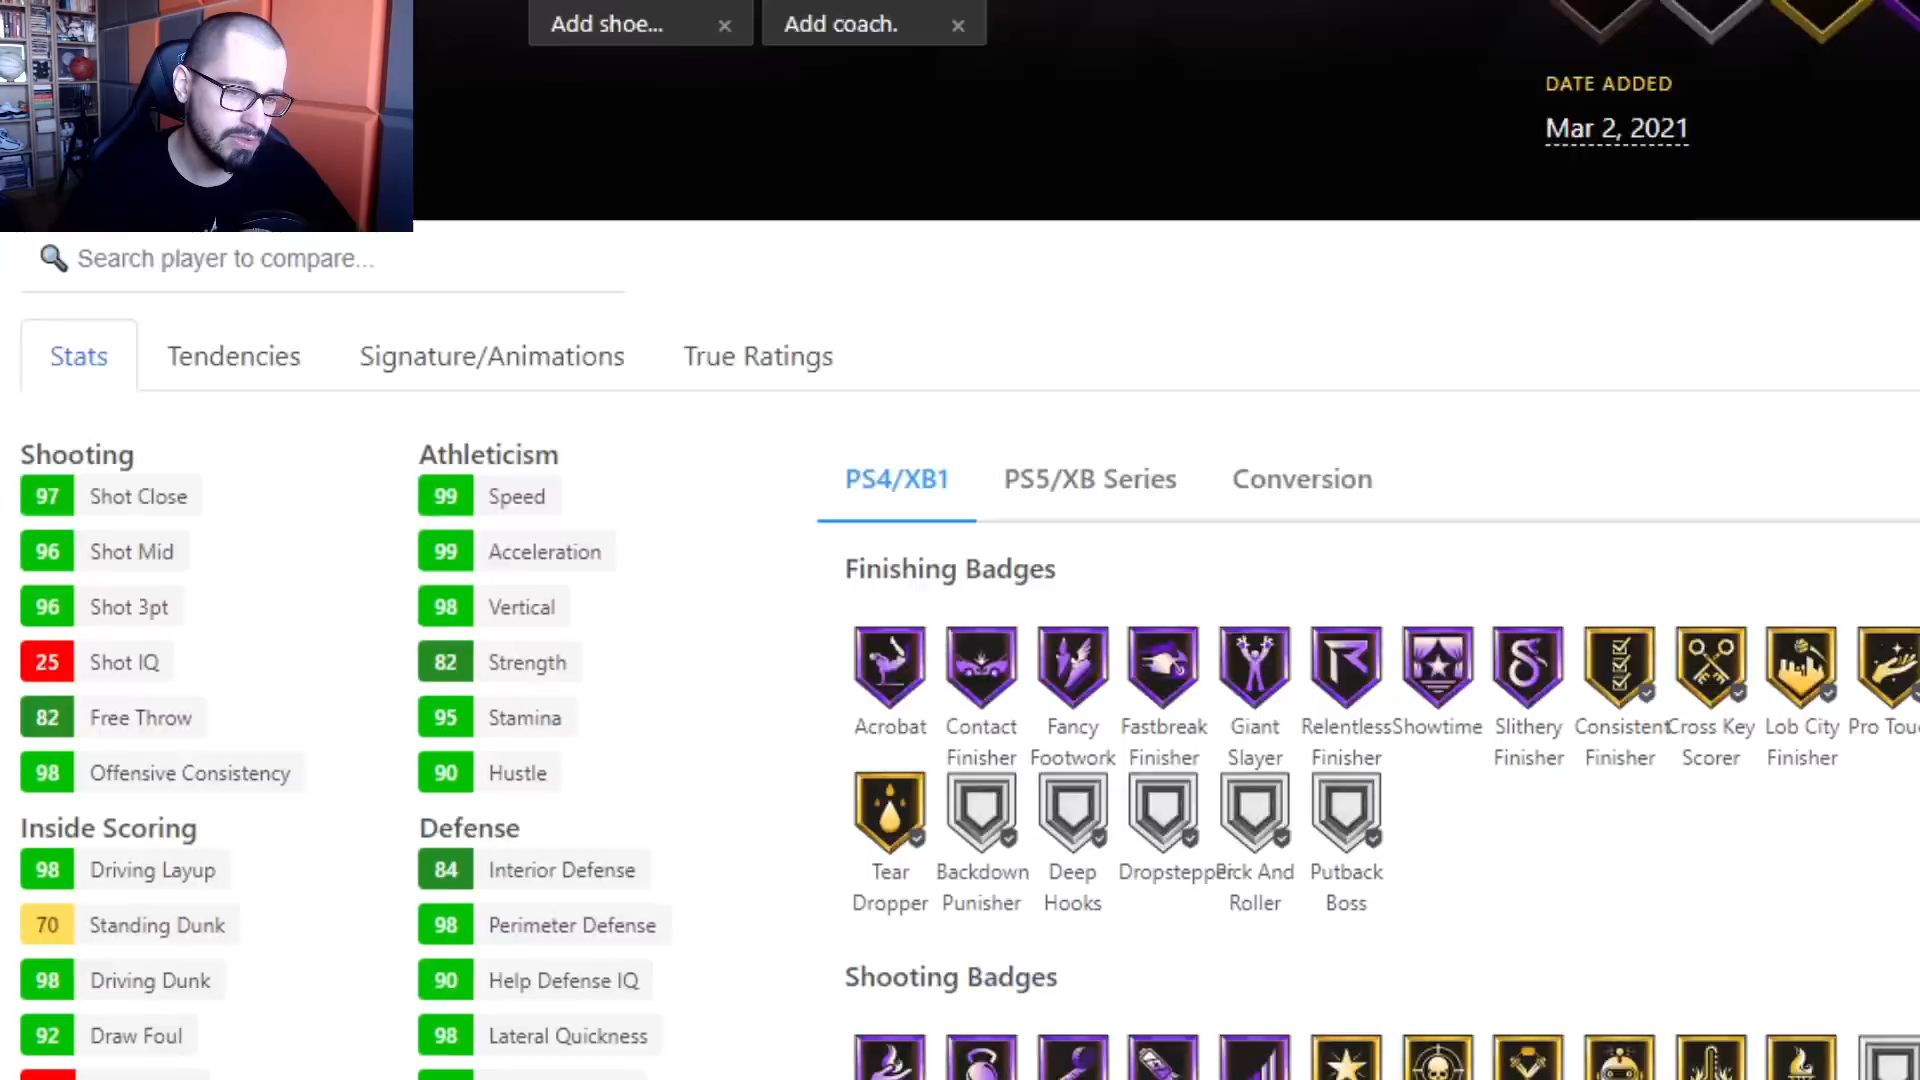 Add shoe... ×
Add coach. ×
DATE ADDED
Mar 2, 2021
Search player to compare...
Stats
Tendencies
Signature/Animations
True Ratings
Shooting
97 Shot Close
96 Shot Mid
96 Shot 3pt
25 Shot IQ
82 Free Throw
98 Offensive Consistency
Inside Scoring
98 Driving Layup
70 Standing Dunk
98 Driving Dunk
92 Draw Foul
Athleticism
99 Speed
99 Acceleration
98 Vertical
82 Strength
95 Stamina
90 Hustle
Defense
84 Interior Defense
98 Perimeter Defense
90 Help Defense IQ
98 Lateral Quickness
PS4/XB1
PS5/XB Series
Conversion
Finishing Badges
Acrobat
Contact
Finisher
Fancy
Footwork
Fastbreak
Finisher
Giant
Slayer
Relentless
Finisher
Showtime
Slithery
Finisher
Consistent
Finisher
Cross Key
Scorer
Lob City
Finisher
Pro Touc
Tear
Dropper
Backdown
Punisher
Deep
Hooks
Dropstepper
Pick And
Roller
Putback
Boss
Shooting Badges